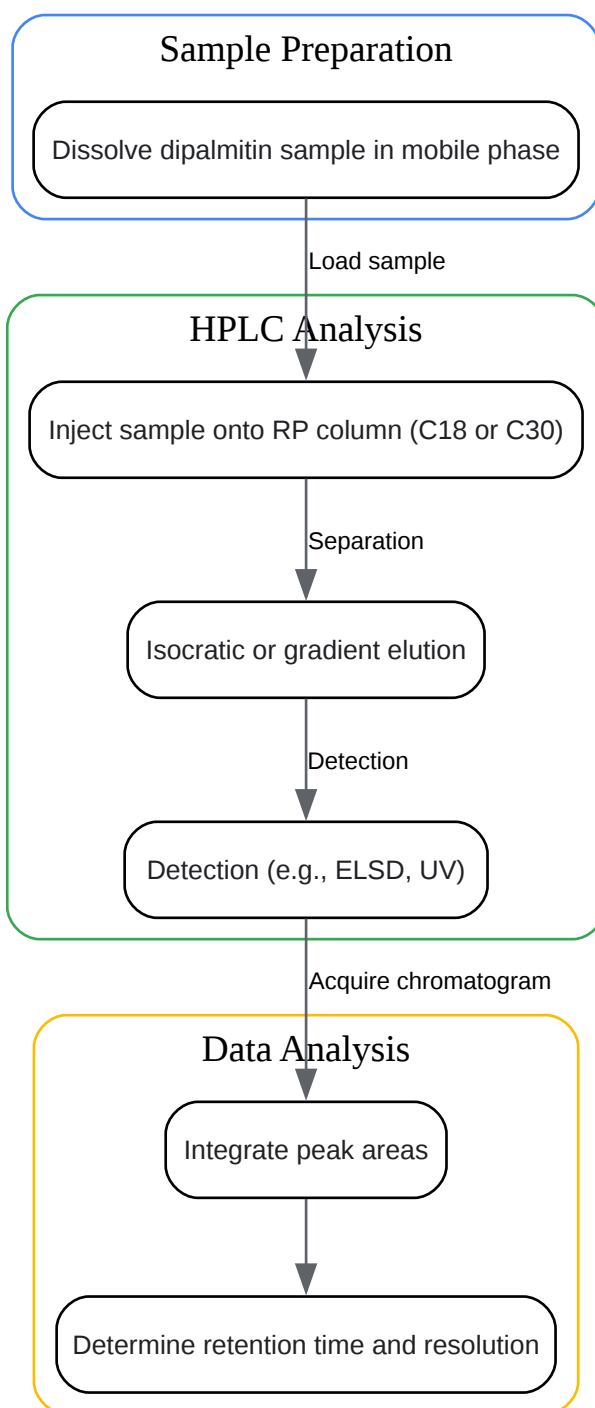 Sample Preparation
Dissolve dipalmitin sample in mobile phase
Load sample
HPLC Analysis
Inject sample onto RP column (C18 or C30)
Separation
Isocratic or gradient elution
Detection
Detection (e.g., ELSD, UV)
Acquire chromatogram
Data Analysis
Integrate peak areas
Determine retention time and resolution